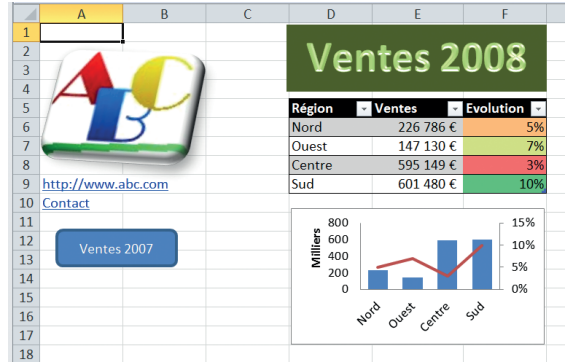 A B C D E F
1
2
3
4
5
6
7
8
9
10
11
12
13
14
15
16
17
18
ABC
http://www.abc.com
Contact
Ventes 2007
Ventes 2008
Région Ventes Evolution
Nord 226 786 € 5%
Ouest 147 130 € 7%
Centre 595 149 € 3%
Sud 601 480 € 10%
Milliers
800 15%
600 10%
400
200 5%
0 0%
Nord Ouest Centre Sud